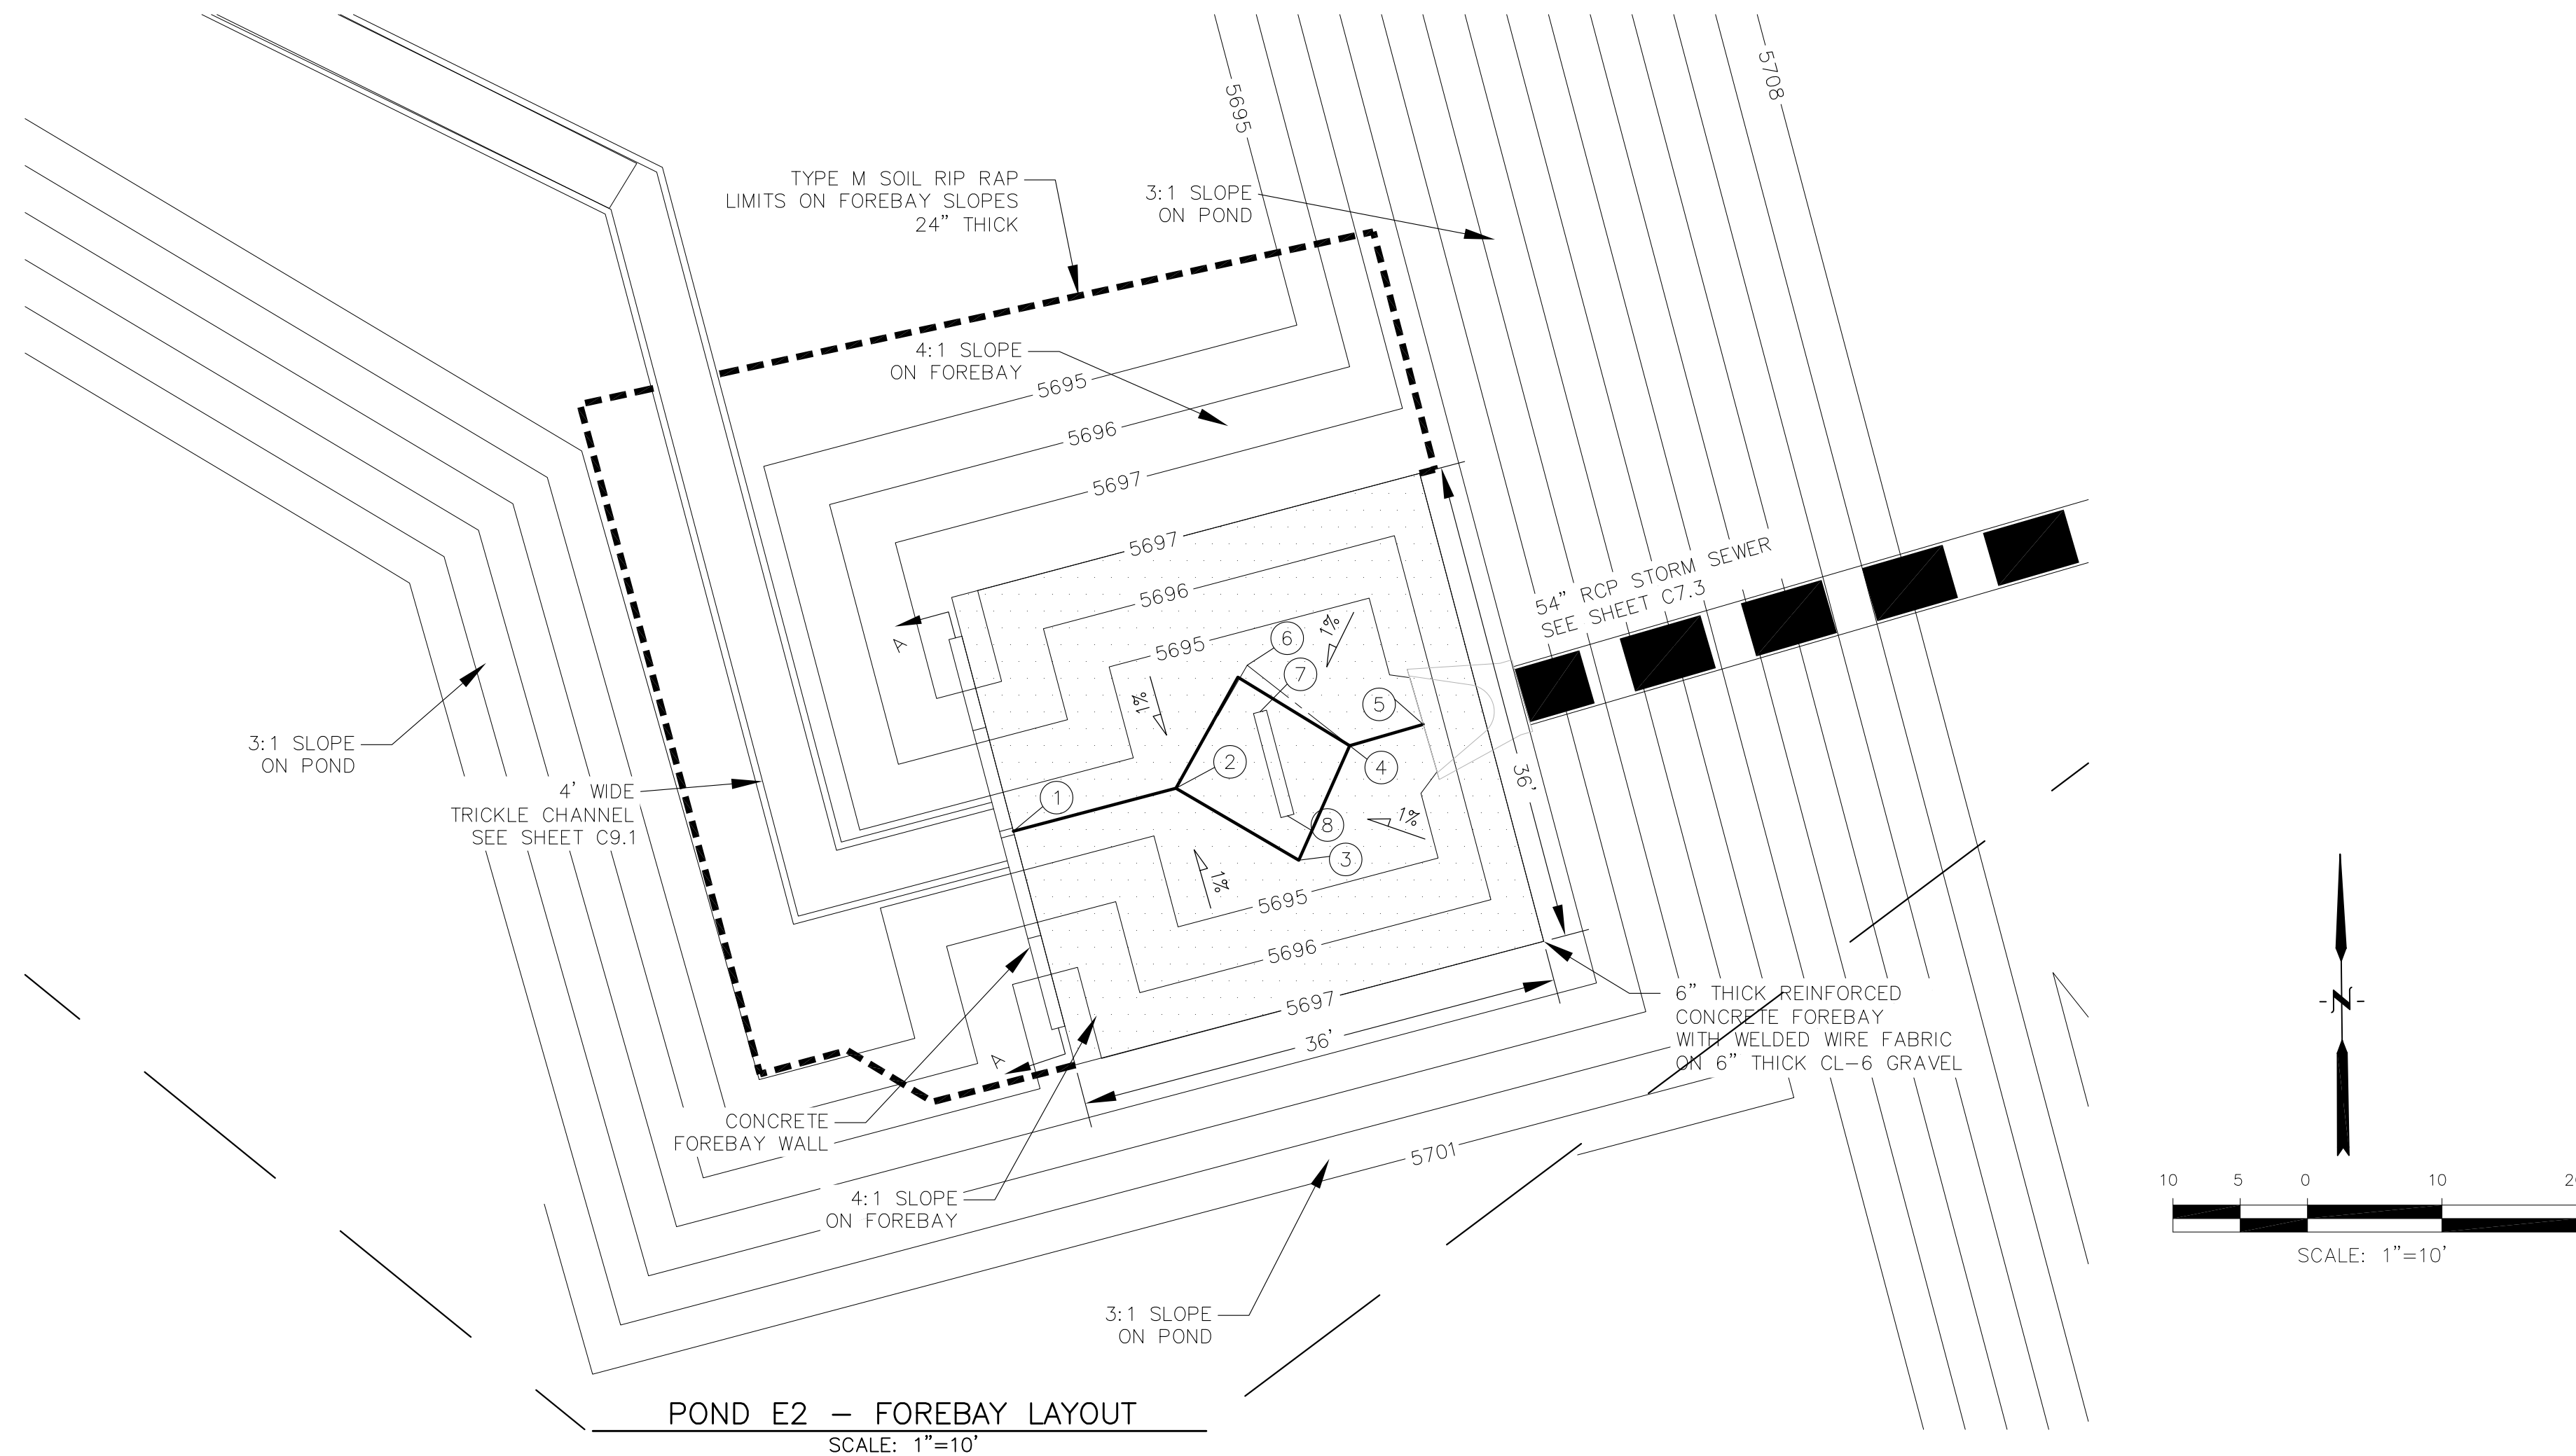 5695
5708
TYPE M SOIL RIP RAP
LIMITS ON FOREBAY SLOPES
24” THICK
3:1 SLOPE
ON POND
4:1 SLOPE
ON FOREBAY
5695
5696
5697
5697
5696
5695
54” RCP STORM SEWER
SEE SHEET C7.3
A
1%
1%
6
7
5
2
4
1
8
3
36’
1%
1%
3:1 SLOPE
ON POND
4’ WIDE
TRICKLE CHANNEL
SEE SHEET C9.1
5695
5696
5697
36’
A
6” THICK REINFORCED
CONCRETE FOREBAY
WITH WELDED WIRE FABRIC
ON 6” THICK CL-6 GRAVEL
CONCRETE
FOREBAY WALL
4:1 SLOPE
ON FOREBAY
5701
3:1 SLOPE
ON POND
N
10 5 0 10
SCALE: 1”=10’
POND E2 – FOREBAY LAYOUT
SCALE: 1”=10’